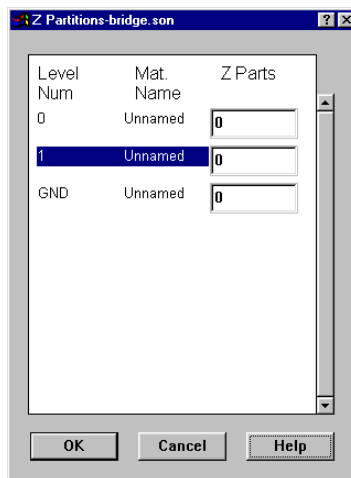 Z Partitions-bridge.son
Level Num Mat. Name Z Parts
0 Unnamed 0
1 Unnamed 0
GND Unnamed 0
OK Cancel Help